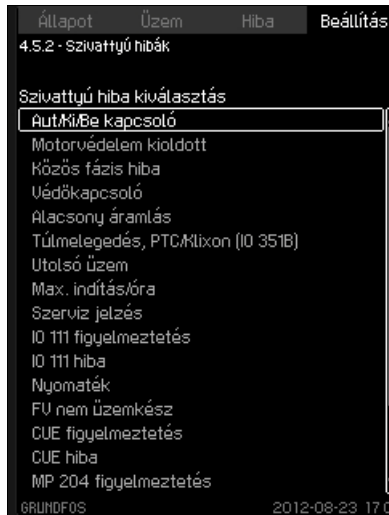 Állapot Üzem Hiba Beállítás
4.5.2 - Szivattyú hibák
Szivattyú hiba kiválasztás
Aut/Ki/Be kapcsoló
Motorvédelem kioldott
Közös fázis hiba
Védőkapcsoló
Alacsony áramlás
Túlmelegedés, PTC/Klixon (IO 351B)
Utolsó üzem
Max. indítás/óra
Szerviz jelzés
IO 111 figyelmeztetés
IO 111 hiba
Nyomaték
FV nem üzemkész
CUE figyelmeztetés
CUE hiba
MP 204 figyelmeztetés
GRUNDFOS 2012-08-23